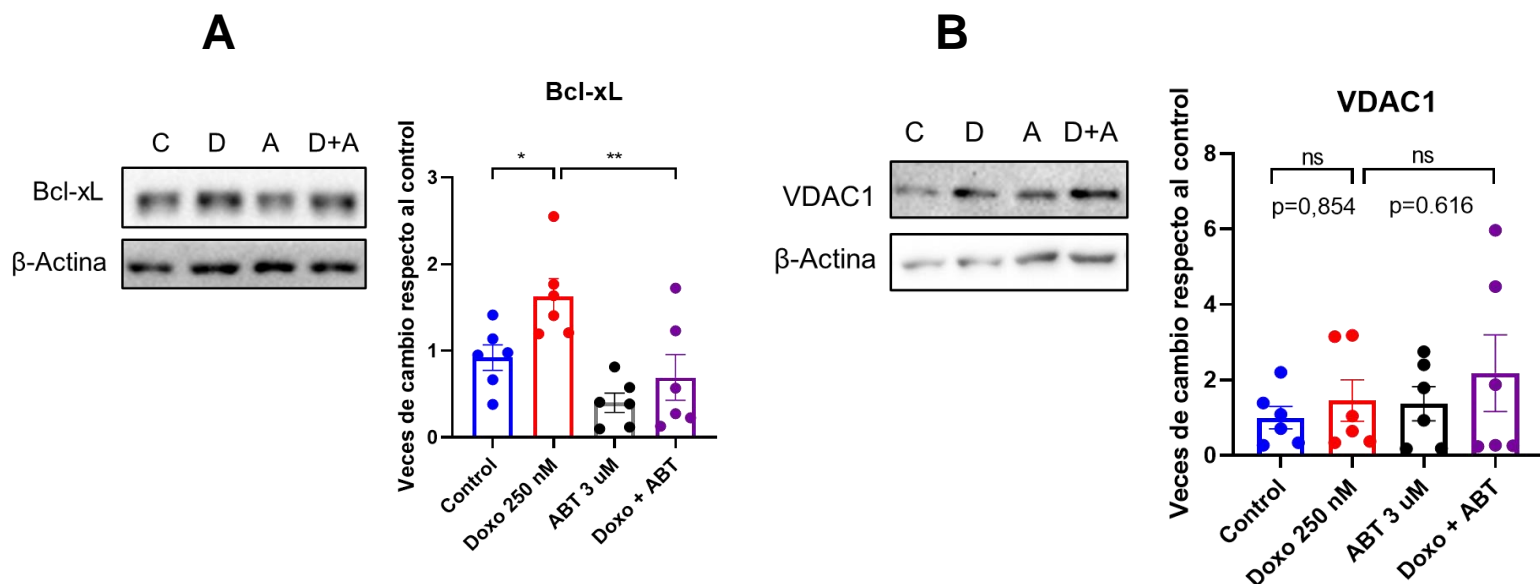 A
Bcl-xL
C D A D+A
Bcl-xL
β-Actina
Veces de cambio respecto al control
* **
3
2
1
0
Control
Doxo 250 nM
ABT 3 uM
Doxo + ABT
B
VDAC1
C D A D+A
VDAC1
β-Actina
Veces de cambio respecto al control
ns ns
p=0,854 p=0.616
8
6
4
2
0
Control
Doxo 250 nM
ABT 3 uM
Doxo + ABT